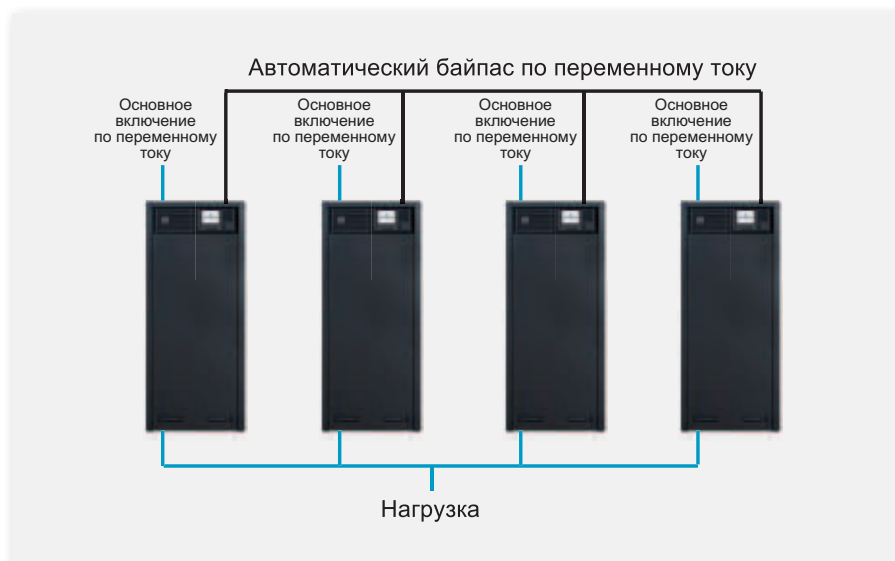 Автоматический байпас по переменному току
Основное
включение
по переменному
току
Основное
включение
по переменному
току
Основное
включение
по переменному
току
Основное
включение
по переменному
току
Нагрузка